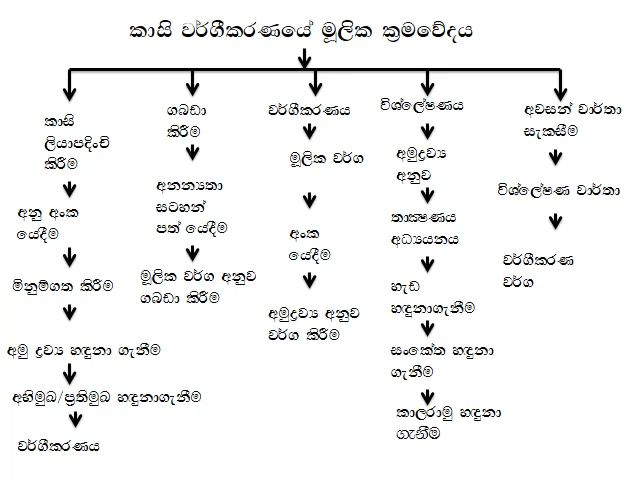 කාසි වර්ගීකරණයේ මූලික ක්‍රමවේදය
කාසි
ලියාපදිංචි
කිරීම
අනු අංක
යෙදීම
මිනුම්ගත කිරීම
අමු ද්‍රව්‍ය හඳුනා ගැනීම
අභිමුඛ/ප්‍රතිමුඛ හඳුනාගැනීම
වර්ගීකරණය
ගබඩා
කිරීම
අනන්‍යතා
සටහන්
පත් යෙදීම
මූලික වර්ග අනුව
ගබඩා කිරීම
වර්ගීකරණය
මූලික වර්ග
අංක
යෙදීම
අමුද්‍රව්‍ය අනුව
වර්ග කිරීම
විශ්ලේෂණය
අමුද්‍රව්‍ය
අනුව
තාක්‍ෂණය
අධ්‍යයනය
හැඩ
හඳුනාගැනීම
සංකේත හඳුනා
ගැනීම
කාලරාමු හඳුනා
ගැනීම
අවසන් වාර්තා
සැකසීම
විශ්ලේෂණ වාර්තා
වර්ගීකරණ
වර්ග